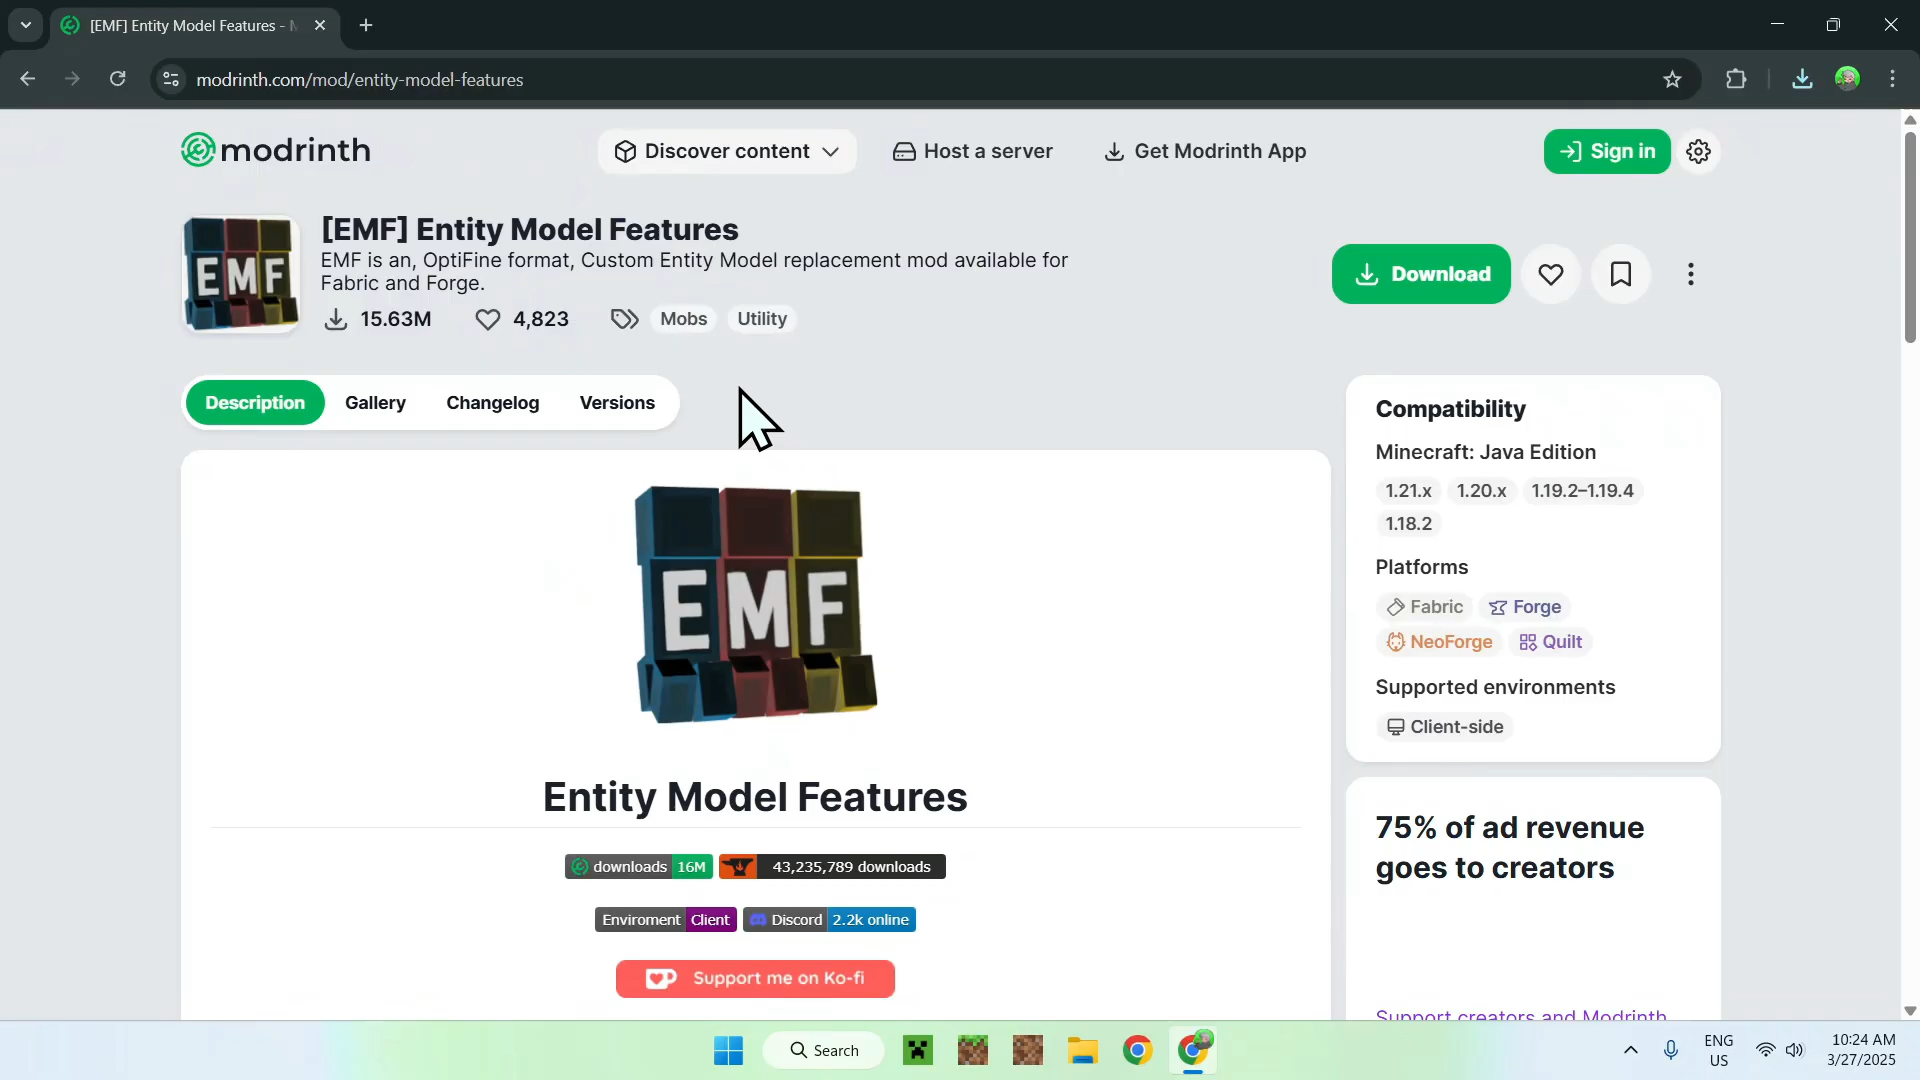 [EMF] Entity Model Features -
modrinth.com/mod/entity-model-features
modrinth
Discover content
Host a server
Get Modrinth App
Sign in
[EMF] Entity Model Features
EMF is an, OptiFine format, Custom Entity Model replacement mod available for
Fabric and Forge.
15.63M
4,823
Mobs
Utility
Download
EMF
Description
Gallery
Changelog
Versions
Compatibility
Minecraft: Java Edition
1.21.x
1.20.x
1.19.2–1.19.4
1.18.2
Platforms
Fabric
Forge
NeoForge
Quilt
Supported environments
Client-side
EMF
Entity Model Features
downloads 16M
43,235,789 downloads
Enviroment Client
Discord 2.2k online
Support me on Ko-fi
75% of ad revenue
goes to creators
Support creators and Modrinth
Search
ENG
US
10:24 AM
3/27/2025